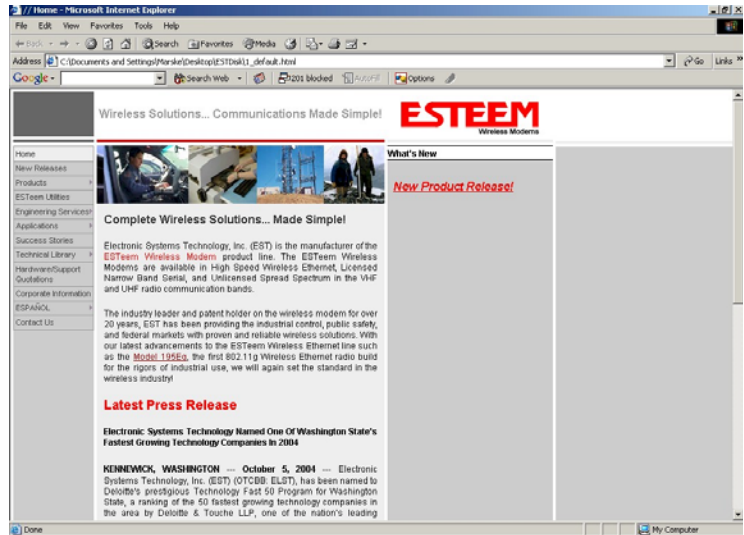 // Home - Microsoft Internet Explorer
File Edit View Favorites Tools Help
Back Search Favorites Media
Address C:\Documents and Settings\Marske\Desktop\ESTDisk\1_default.html Go Links »
Google Search Web 1201 blocked AutoFill Options
Wireless Solutions... Communications Made Simple!
ESTEEM
Wireless Modems
Home
New Releases
Products
ESTeem Utilities
Engineering Services
Applications
Success Stories
Technical Library
Hardware/Support
Quotations
Corporate Information
ESPAÑOL
Contact Us
Complete Wireless Solutions... Made Simple!
Electronic Systems Technology, Inc. (EST) is the manufacturer of the
ESTeem Wireless Modem product line. The ESTeem Wireless
Modems are available in High Speed Wireless Ethernet, Licensed
Narrow Band Serial, and Unlicensed Spread Spectrum in the VHF
and UHF radio communication bands.
The industry leader and patent holder on the wireless modem for over
20 years, EST has been providing the industrial control, public safety,
and federal markets with proven and reliable wireless solutions. With
our latest advancements to the ESTeem Wireless Ethernet line such
as the Model 195Eg, the first 802.11g Wireless Ethernet radio build
for the rigors of industrial use, we will again set the standard in the
wireless industry!
Latest Press Release
Electronic Systems Technology Named One Of Washington State's
Fastest Growing Technology Companies In 2004
KENNEWICK, WASHINGTON --- October 5, 2004 --- Electronic
Systems Technology, Inc. (EST) (OTCBB: ELST), has been named to
Deloitte's prestigious Technology Fast 50 Program for Washington
State, a ranking of the 50 fastest growing technology companies in
the area by Deloitte & Touche LLP, one of the nation's leading
What's New
New Product Release!
Done My Computer